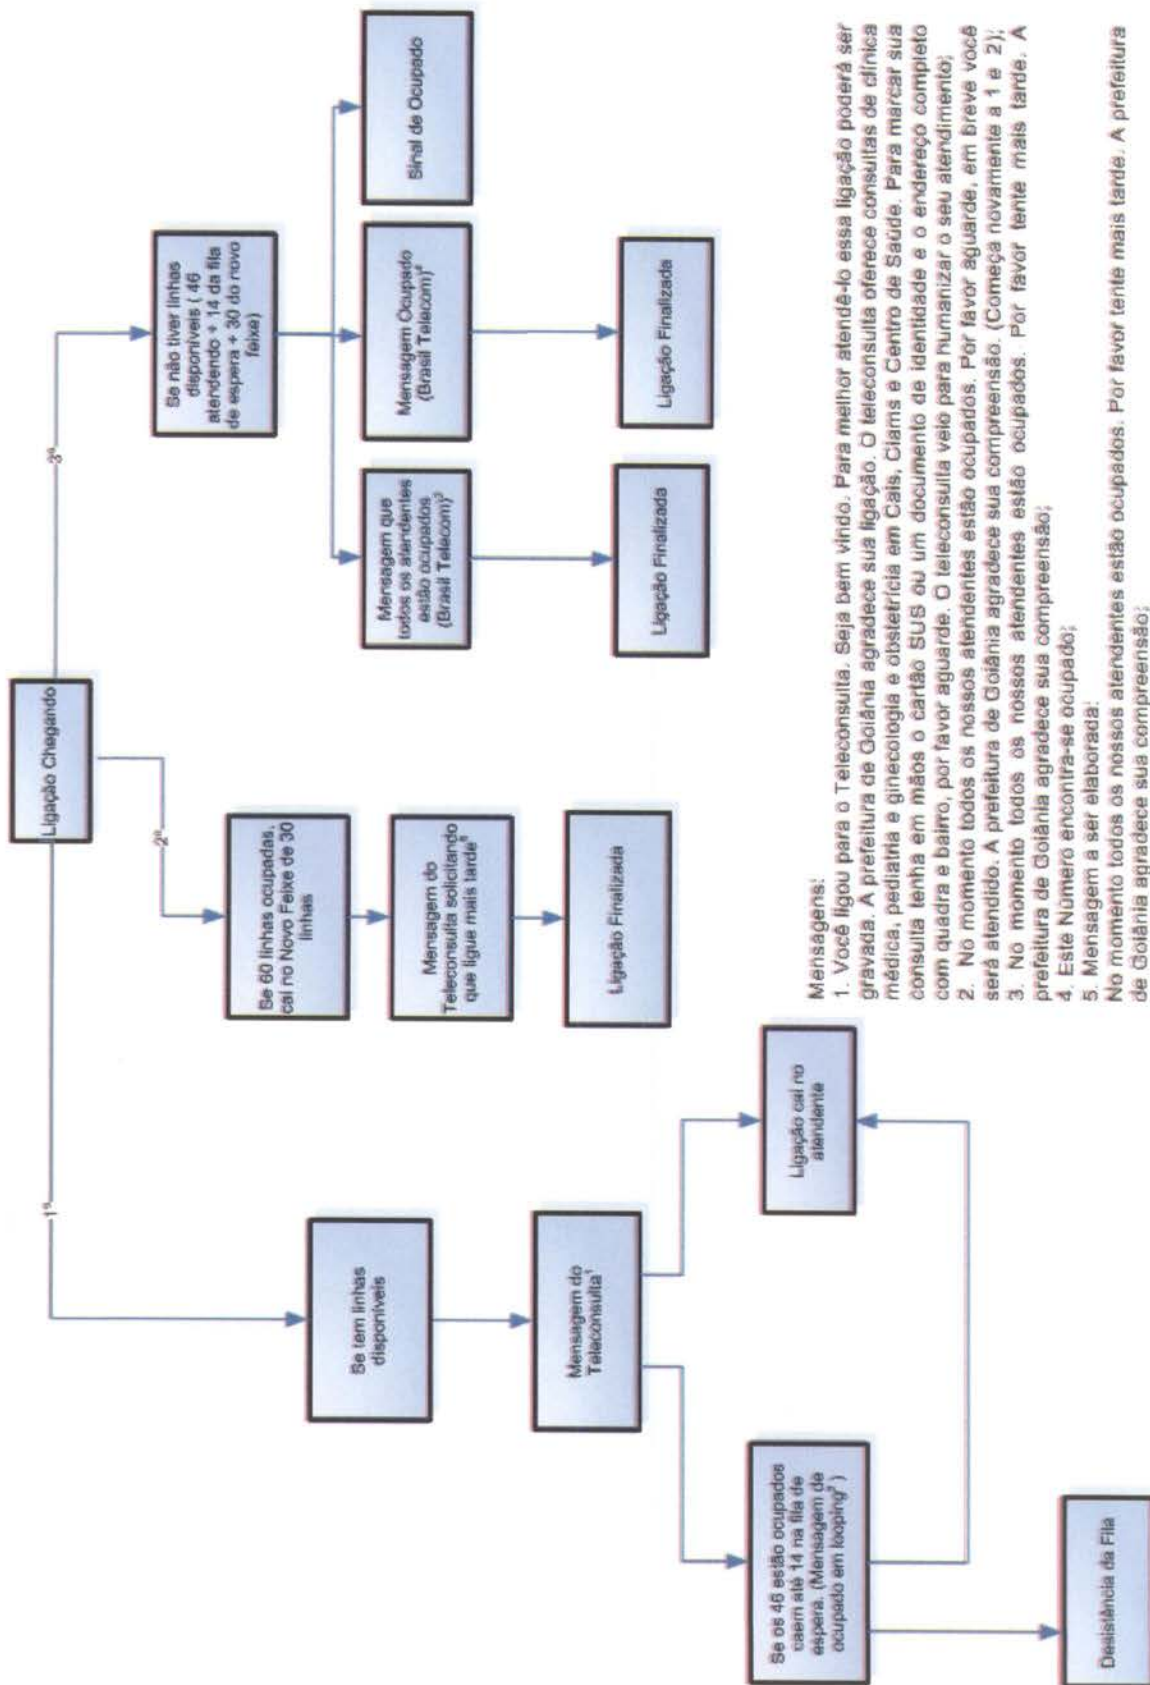 Ligação Chegando
1º
2º
3º
Se tem linhas
disponíveis
Mensagem do
Teleconsulta¹
Se os 46 estão ocupados
caem até 14 na fila de
espera. (Mensagem de
ocupado em looping² )
Desistência da Fila
Ligação cai no
atendente
Se 60 linhas ocupadas,
cai no Novo Feixe de 30
linhas
Mensagem do
Teleconsulta solicitando
que ligue mais tarde⁵
Ligação Finalizada
Se não tiver linhas
disponíveis ( 46
atendendo + 14 da fila
de espera + 30 do novo
feixe)
Mensagem que
todos os atendentes
estão ocupados
(Brasil Telecom)³
Ligação Finalizada
Mensagem Ocupado
(Brasil Telecom)⁴
Ligação Finalizada
Sinal de Ocupado
Mensagens:
1. Você ligou para o Teleconsulta. Seja bem vindo. Para melhor atendê-lo essa ligação poderá ser
gravada. A prefeitura de Goiânia agradece sua ligação. O teleconsulta oferece consultas de clínica
médica, pediatria e ginecologia e obstetrícia em Cais, Ciams e Centro de Saúde. Para marcar sua
consulta tenha em mãos o cartão SUS ou um documento de identidade e o endereço completo
com quadra e bairro, por favor aguarde. O teleconsulta veio para humanizar o seu atendimento;
2. No momento todos os nossos atendentes estão ocupados. Por favor aguarde, em breve você
será atendido. A prefeitura de Goiânia agradece sua compreensão. (Começa novamente a 1 e 2);
3. No momento todos os nossos atendentes estão ocupados. Por favor tente mais tarde. A
prefeitura de Goiânia agradece sua compreensão;
4. Este Número encontra-se ocupado;
5. Mensagem a ser elaborada:
No momento todos os nossos atendentes estão ocupados. Por favor tente mais tarde. A prefeitura
de Goiânia agradece sua compreensão;